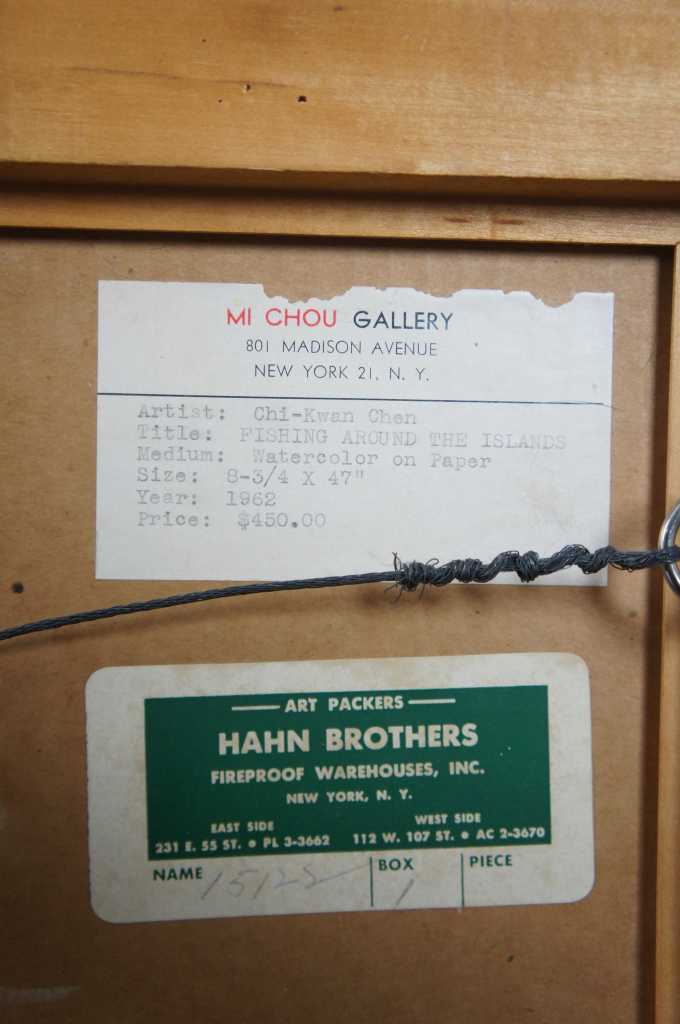 MI CHOU GALLERY
801 MADISON AVENUE
NEW YORK 21, N. Y.
Artist: Chi-Kwan Chen
Title: FISHING AROUND THE ISLANDS
Medium: Watercolor on Paper
Size: 8-3/4 X 47"
Year: 1962
Price: $450.00
ART PACKERS
HAHN BROTHERS
FIREPROOF WAREHOUSES, INC.
NEW YORK, N. Y.
EAST SIDE WEST SIDE
231 E. 55 ST. • PL 3-3662 112 W. 107 ST. • AC 2-3670
NAME BOX 1 PIECE